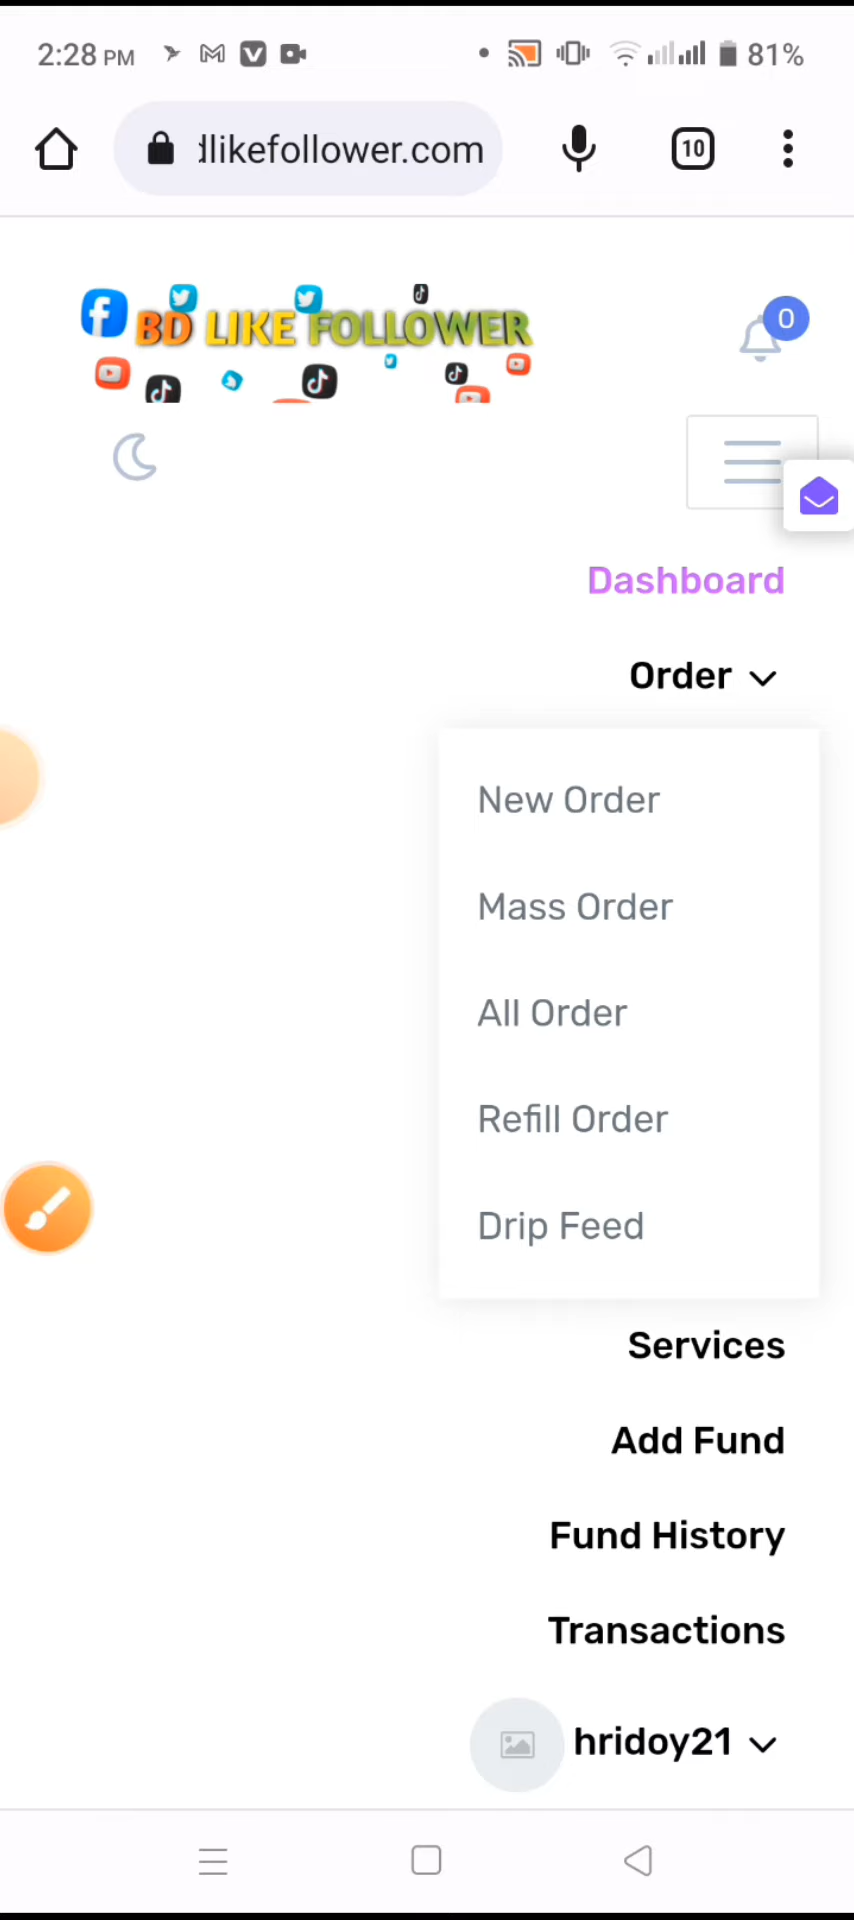 2:28 PM
81%
dlikefollower.com
10
BD LIKE FOLLOWER
0
Dashboard
Order
New Order
Mass Order
All Order
Refill Order
Drip Feed
Services
Add Fund
Fund History
Transactions
hridoy21